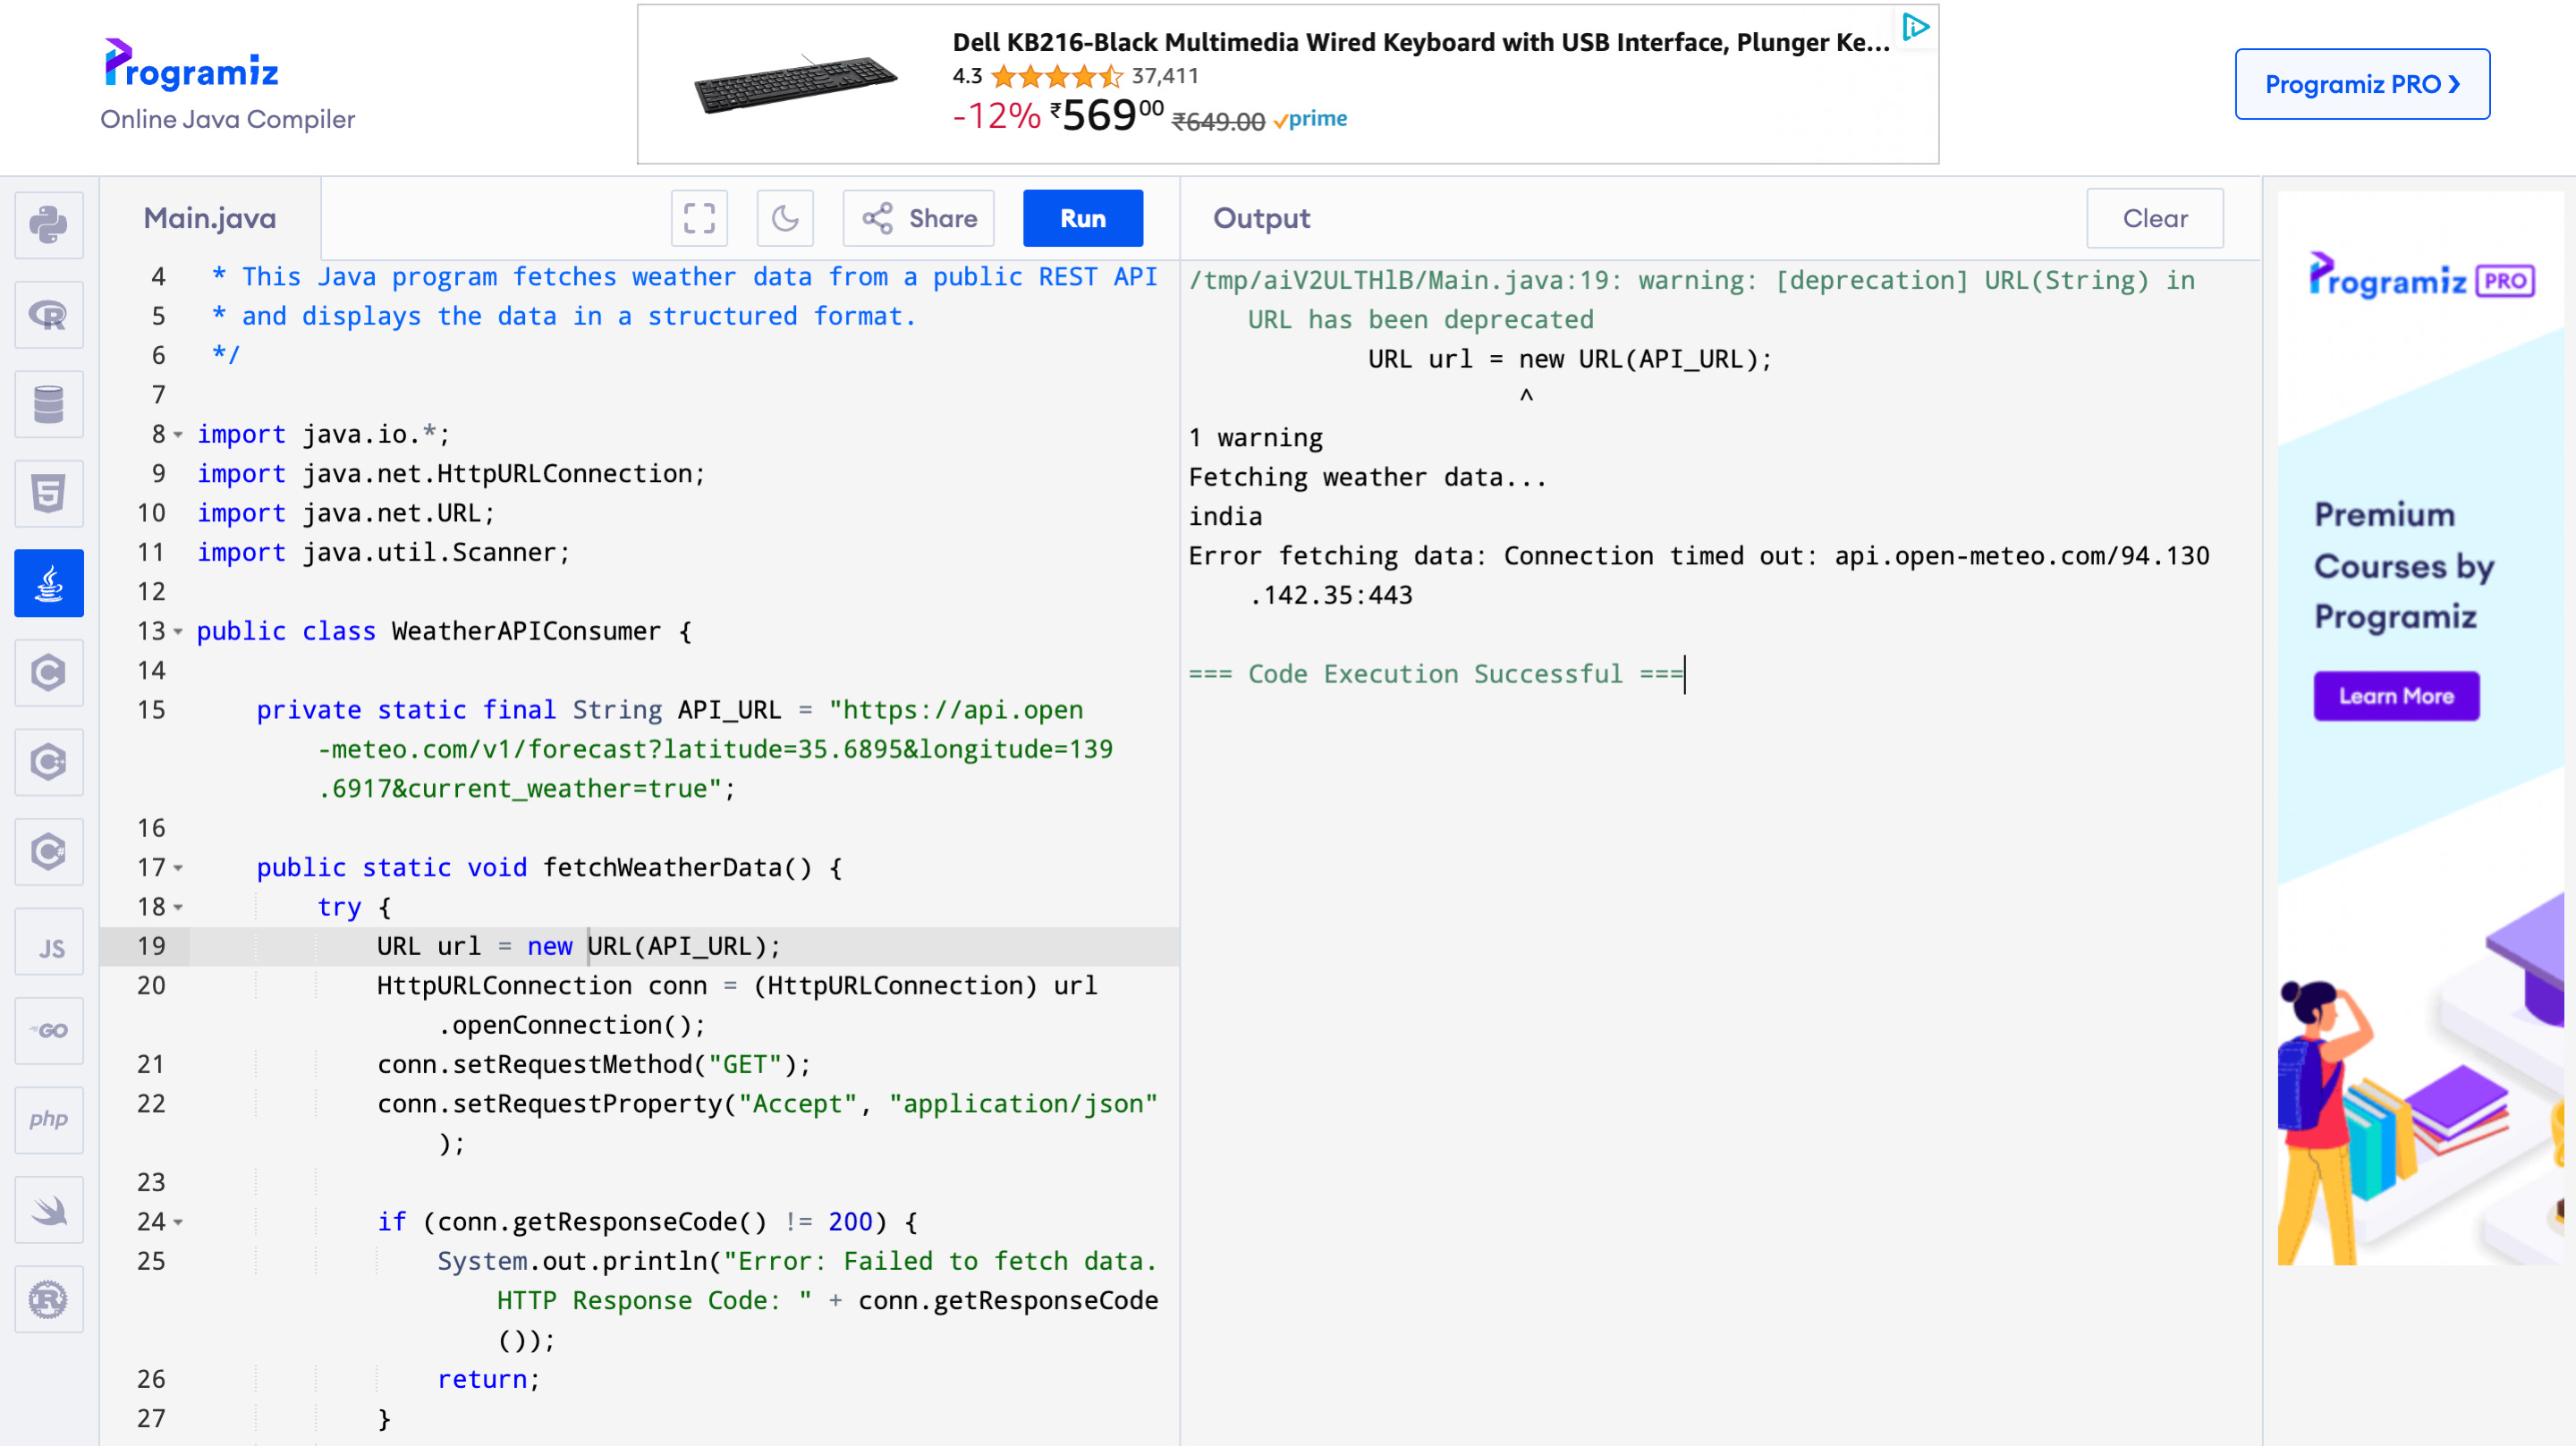 Programiz
Online Java Compiler
Dell KB216-Black Multimedia Wired Keyboard with USB Interface, Plunger Ke...
4.3 37,411
-12% ₹569⁰⁰ ₹649.00 prime
Programiz PRO ❯
Main.java
Share
Run
Output
Clear
4 * This Java program fetches weather data from a public REST API
5 * and displays the data in a structured format.
6 */
7
8 import java.io.*;
9 import java.net.HttpURLConnection;
10 import java.net.URL;
11 import java.util.Scanner;
12
13 public class WeatherAPIConsumer {
14
15 private static final String API_URL = "https://api.open
-meteo.com/v1/forecast?latitude=35.6895&longitude=139
.6917&current_weather=true";
16
17 public static void fetchWeatherData() {
18 try {
19 URL url = new URL(API_URL);
20 HttpURLConnection conn = (HttpURLConnection) url
.openConnection();
21 conn.setRequestMethod("GET");
22 conn.setRequestProperty("Accept", "application/json"
);
23
24 if (conn.getResponseCode() != 200) {
25 System.out.println("Error: Failed to fetch data.
HTTP Response Code: " + conn.getResponseCode
());
26 return;
27 }
/tmp/aiV2ULTHlB/Main.java:19: warning: [deprecation] URL(String) in
URL has been deprecated
URL url = new URL(API_URL);
^
1 warning
Fetching weather data...
india
Error fetching data: Connection timed out: api.open-meteo.com/94.130
.142.35:443
=== Code Execution Successful ===
Programiz PRO
Premium
Courses by
Programiz
Learn More
R
5
C
C++
C#
JS
GO
php
R